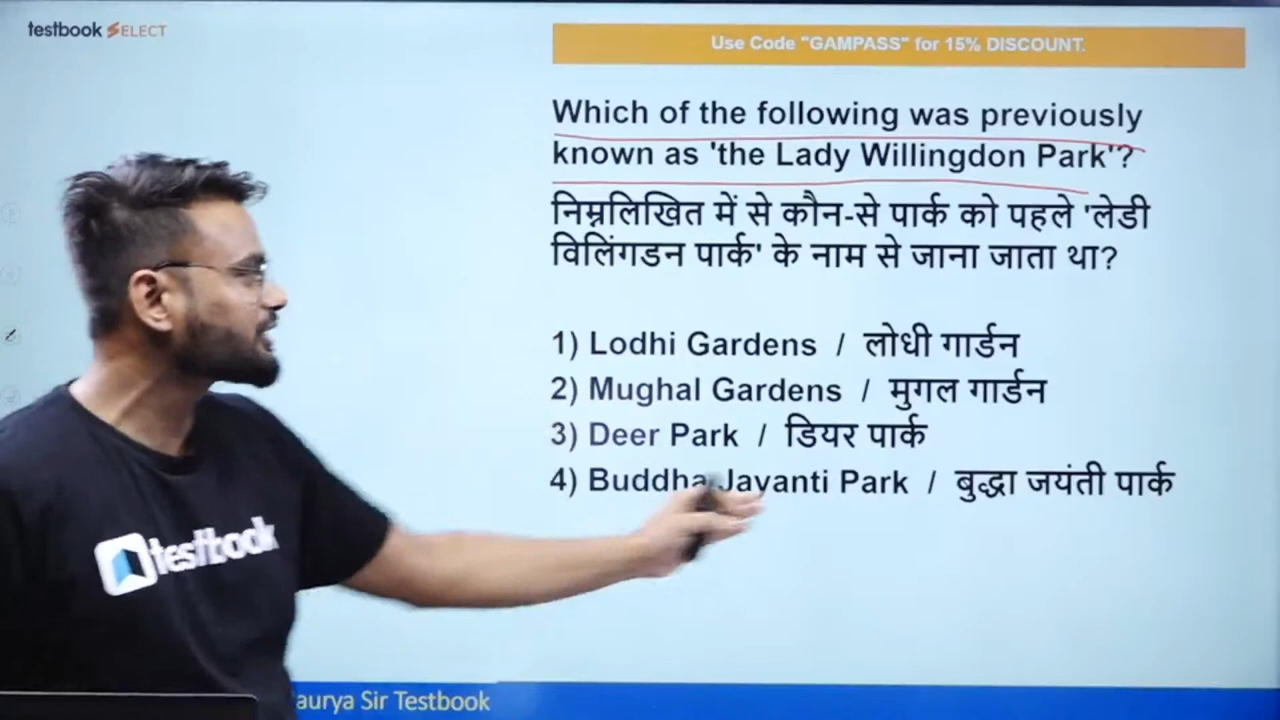 testbook SELECT
Use Code "GAMPASS" for 15% DISCOUNT.
Which of the following was previously
known as 'the Lady Willingdon Park'?
निम्नलिखित में से कौन-से पार्क को पहले 'लेडी
विलिंगडन पार्क' के नाम से जाना जाता था?
1) Lodhi Gardens / लोधी गार्डन
2) Mughal Gardens / मुगल गार्डन
3) Deer Park / डियर पार्क
4) Buddha Jayanti Park / बुद्धा जयंती पार्क
testbook
aurya Sir Testbook